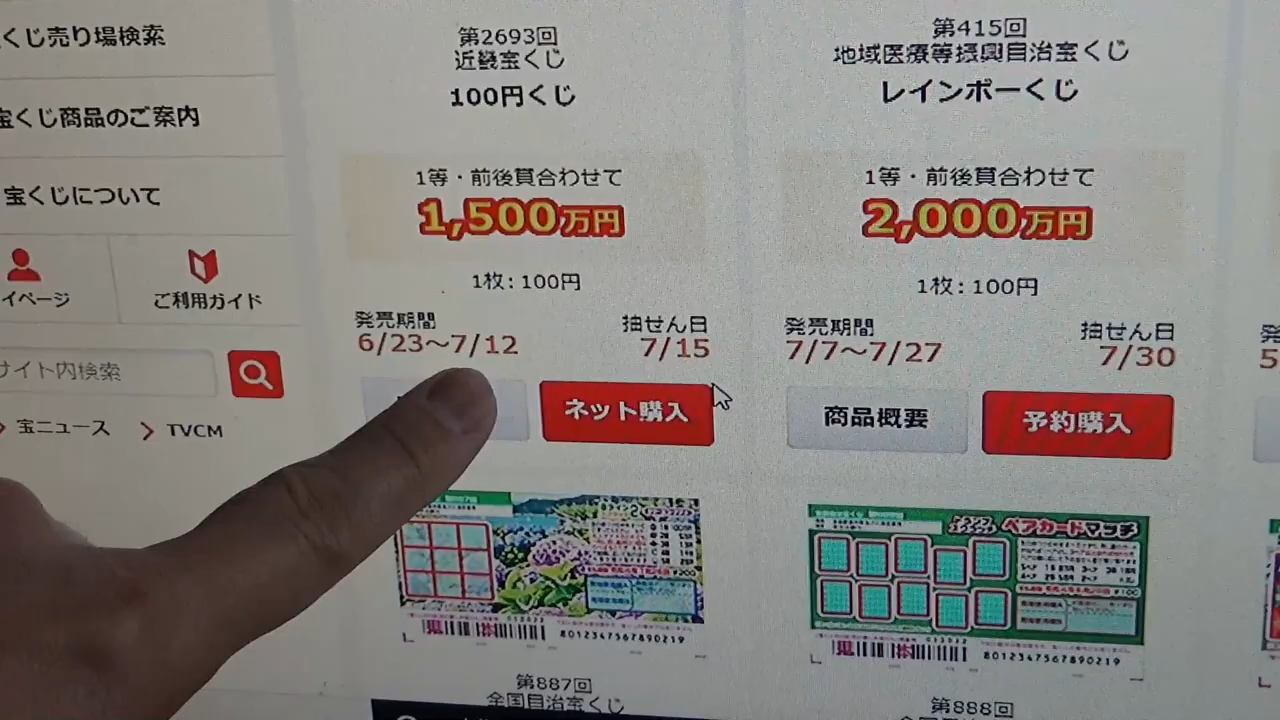 くじ売り場検索
宝くじ商品のご案内
宝くじについて
イページ
ご利用ガイド
サイト内検索
宝ニュース
TVCM
第2693回
近畿宝くじ
100円くじ
1等・前後賞合わせて
1,500万円
1枚：100円
発売期間
6/23～7/12
抽せん日
7/15
ネット購入
第415回
地域医療等振興自治宝くじ
レインボーくじ
1等・前後賞合わせて
2,000万円
1枚：100円
発売期間
7/7～7/27
抽せん日
7/30
商品概要
予約購入
ペアカードマッチ
8012347567890219
8012347567890219
第887回
全国自治宝くじ
第888回